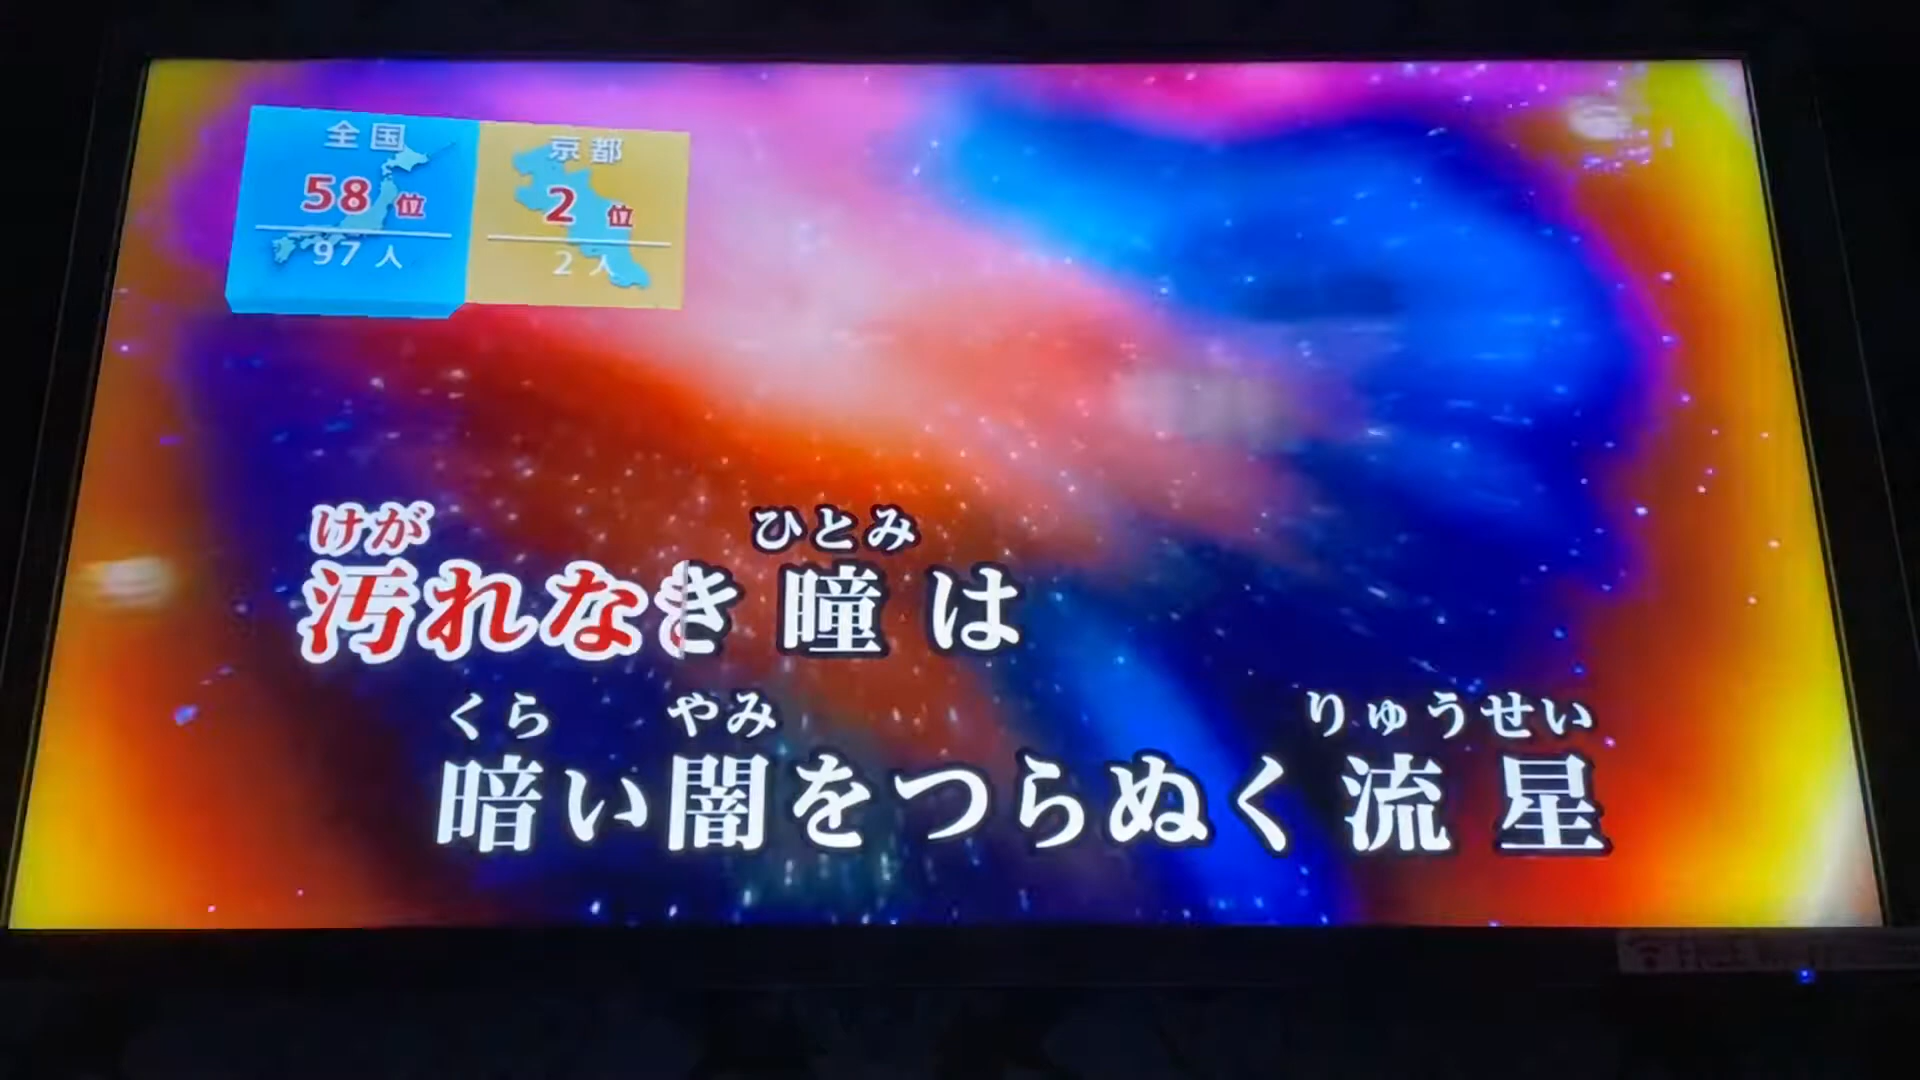 全国
58位
97人
京都
2位
2人
けが ひとみ
汚れなき瞳は
くら やみ りゅうせい
暗い闇をつらぬく流星